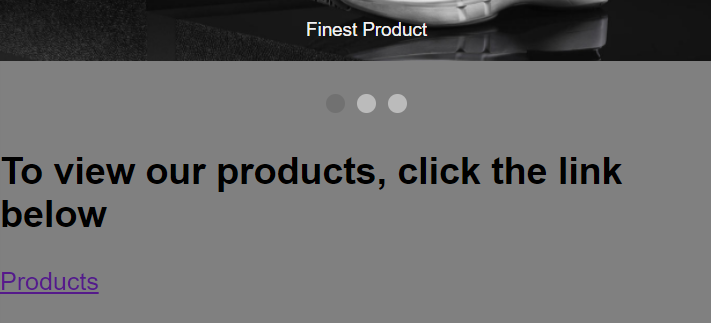 Finest Product
To view our products, click the link
below
Products